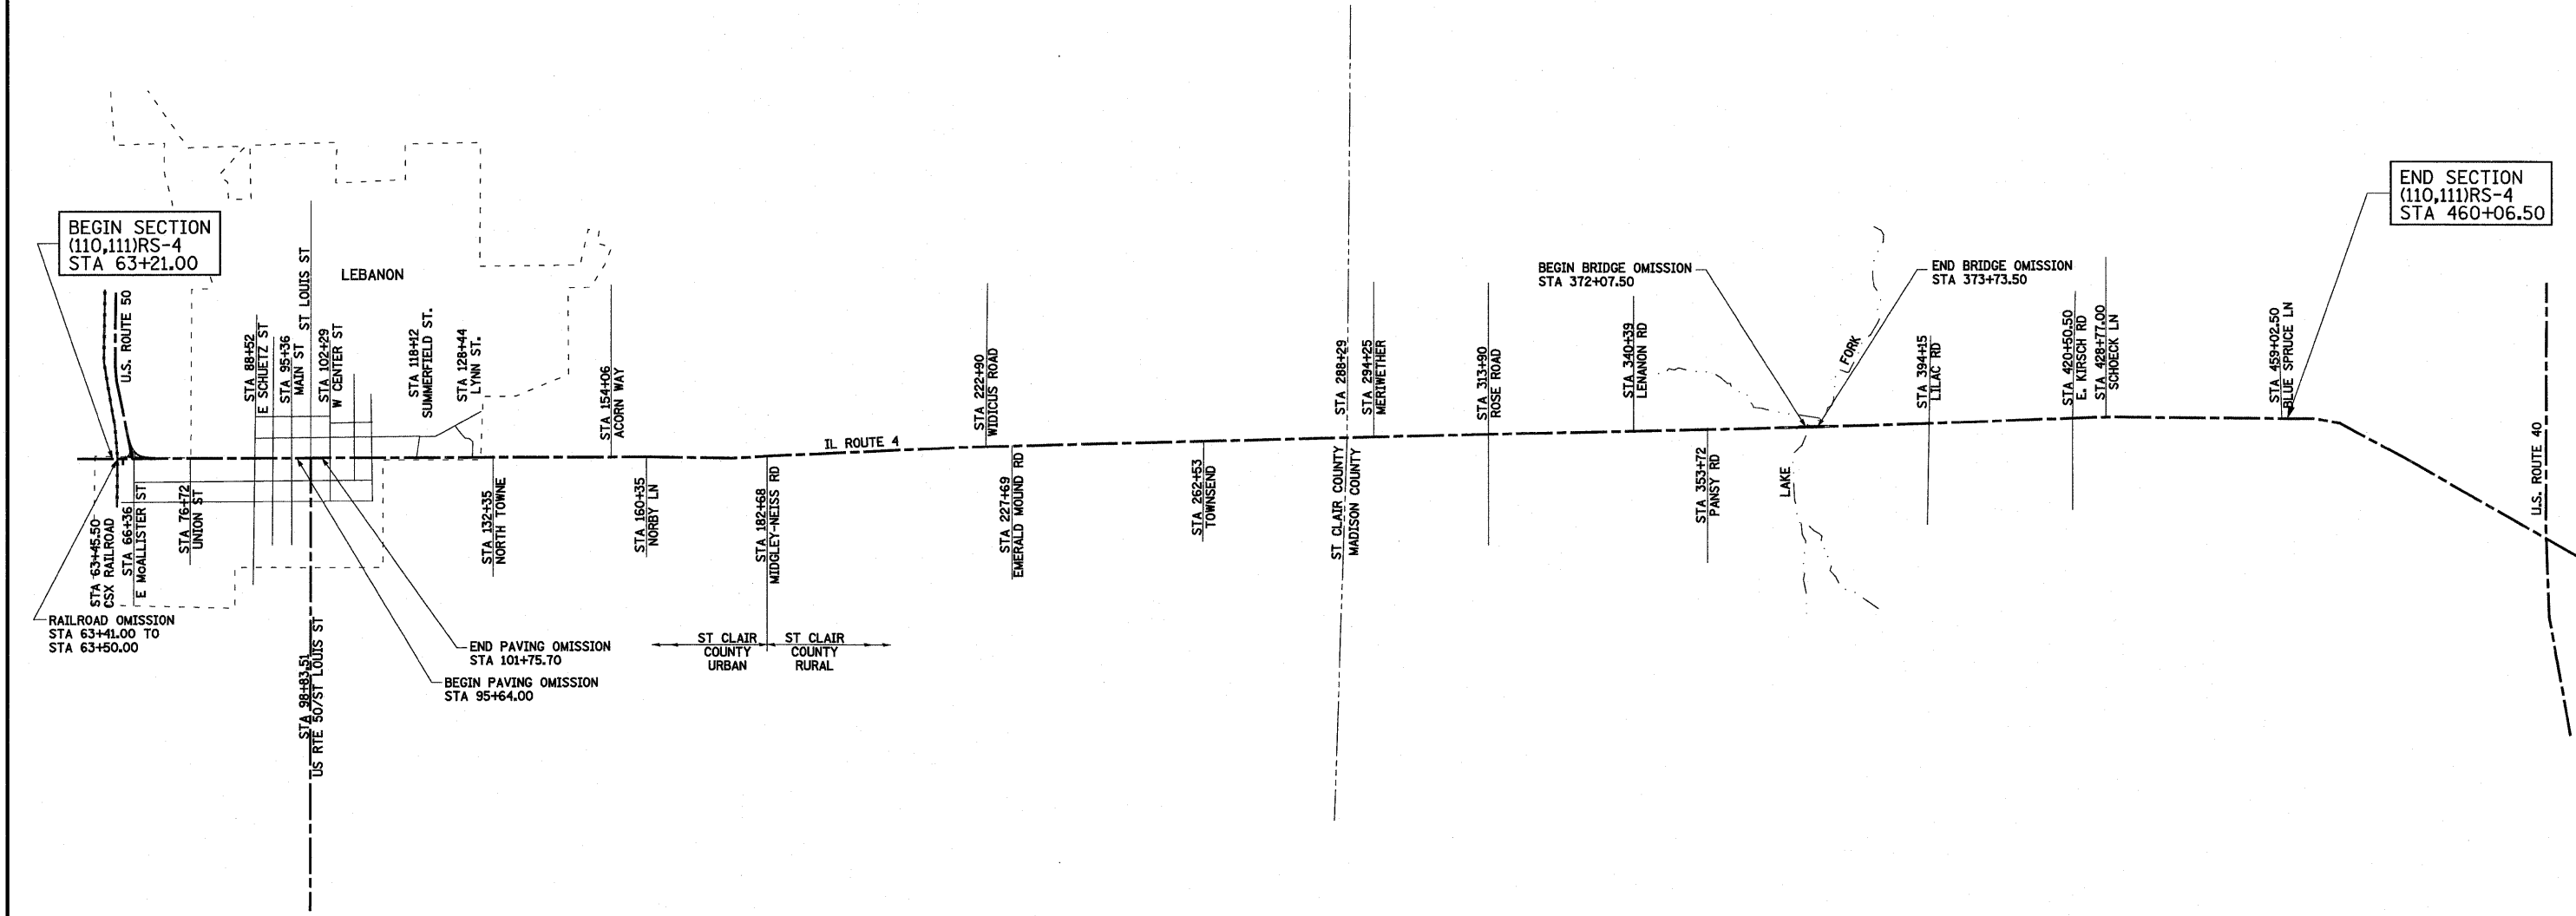 BEGIN SECTION
(110,111)RS-4
STA 63+21.00
U.S. ROUTE 50
STA 63+45.50
CSX RAILROAD
STA 66+36
E McALLISTER ST
RAILROAD OMISSION
STA 63+41.00 TO
STA 63+50.00
STA 76+72
UNION ST
STA 88+52
E SCHUETZ ST
STA 95+36
MAIN ST
ST LOUIS ST
STA 102+29
W CENTER ST
LEBANON
STA 98+83.51
US RTE 50/ST LOUIS ST
END PAVING OMISSION
STA 101+75.70
BEGIN PAVING OMISSION
STA 95+64.00
STA 118+12
SUMMERFIELD ST.
STA 128+44
LYNN ST.
STA 132+35
NORTH TOWNE
STA 154+06
ACORN WAY
STA 160+35
NORBY LN
STA 182+68
MIDGLEY-NEISS RD
ST CLAIR
COUNTY
URBAN
ST CLAIR
COUNTY
RURAL
IL ROUTE 4
STA 222+90
WIDICUS ROAD
STA 227+69
EMERALD MOUND RD
STA 262+53
TOWNSEND
STA 288+29
ST CLAIR COUNTY
MADISON COUNTY
STA 294+25
MERIWETHER
STA 313+90
ROSE ROAD
STA 340+39
LENANON RD
STA 353+72
PANSY RD
BEGIN BRIDGE OMISSION
STA 372+07.50
END BRIDGE OMISSION
STA 373+73.50
LAKE
FORK
STA 394+15
LILAC RD
STA 420+50.50
E. KIRSCH RD
STA 428+77.00
SCHOECK LN
STA 459+02.50
BLUE SPRUCE LN
END SECTION
(110,111)RS-4
STA 460+06.50
U.S. ROUTE 40